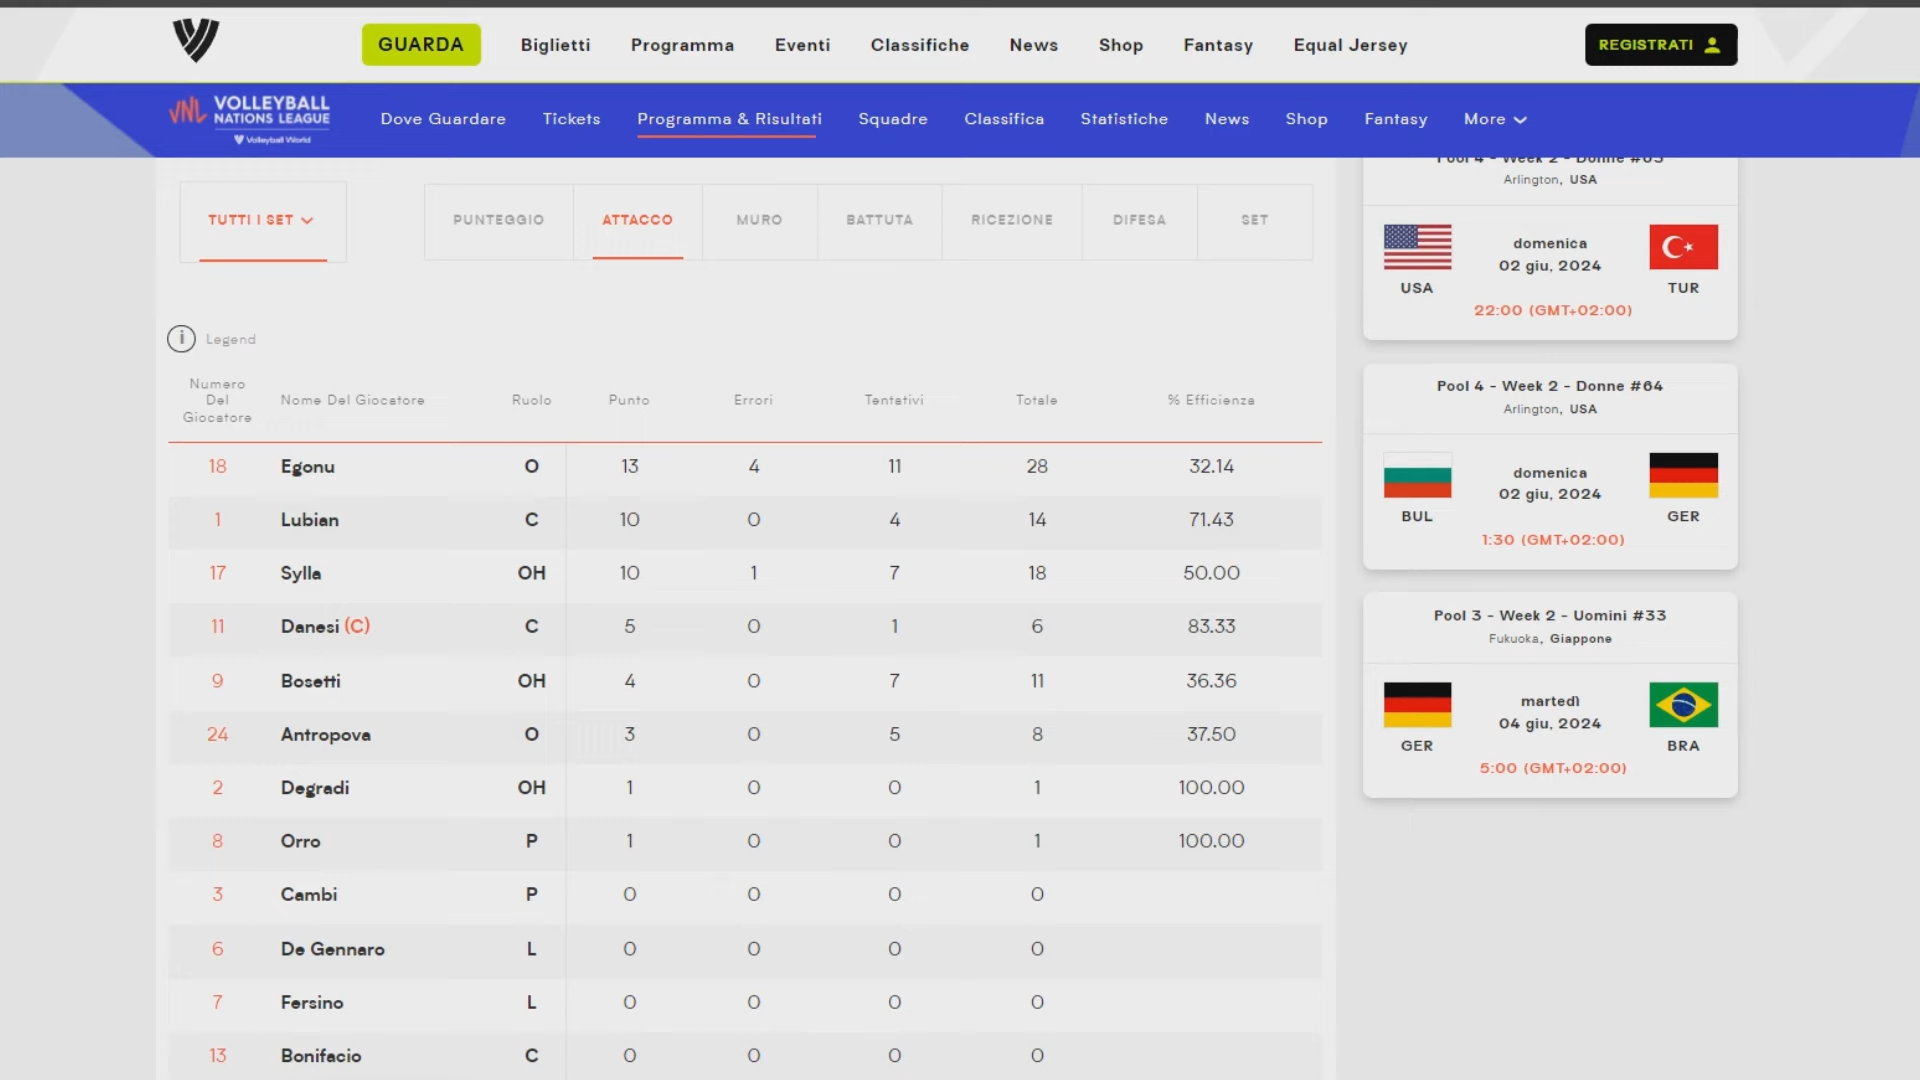 GUARDA Biglietti Programma Eventi Classifiche News Shop Fantasy Equal Jersey REGISTRATI
VOLLEYBALL NATIONS LEAGUE Volleyball World
Dove Guardare Tickets Programma & Risultati Squadre Classifica Statistiche News Shop Fantasy More
TUTTI I SET PUNTEGGIO ATTACCO MURO BATTUTA RICEZIONE DIFESA SET
Legend
Numero Del Giocatore Nome Del Giocatore Ruolo Punto Errori Tentativi Totale % Efficienza
18 Egonu O 13 4 11 28 32.14
1 Lubian C 10 0 4 14 71.43
17 Sylla OH 10 1 7 18 50.00
11 Danesi (C) C 5 0 1 6 83.33
9 Bosetti OH 4 0 7 11 36.36
24 Antropova O 3 0 5 8 37.50
2 Degradi OH 1 0 0 1 100.00
8 Orro P 1 0 0 1 100.00
3 Cambi P 0 0 0 0
6 De Gennaro L 0 0 0 0
7 Fersino L 0 0 0 0
13 Bonifacio C 0 0 0 0
Pool 4 - Week 2 - Donne #63
Arlington, USA
domenica
02 giu, 2024
USA TUR
22:00 (GMT+02:00)
Pool 4 - Week 2 - Donne #64
Arlington, USA
domenica
02 giu, 2024
BUL GER
1:30 (GMT+02:00)
Pool 3 - Week 2 - Uomini #33
Fukuoka, Giappone
martedì
04 giu, 2024
GER BRA
5:00 (GMT+02:00)